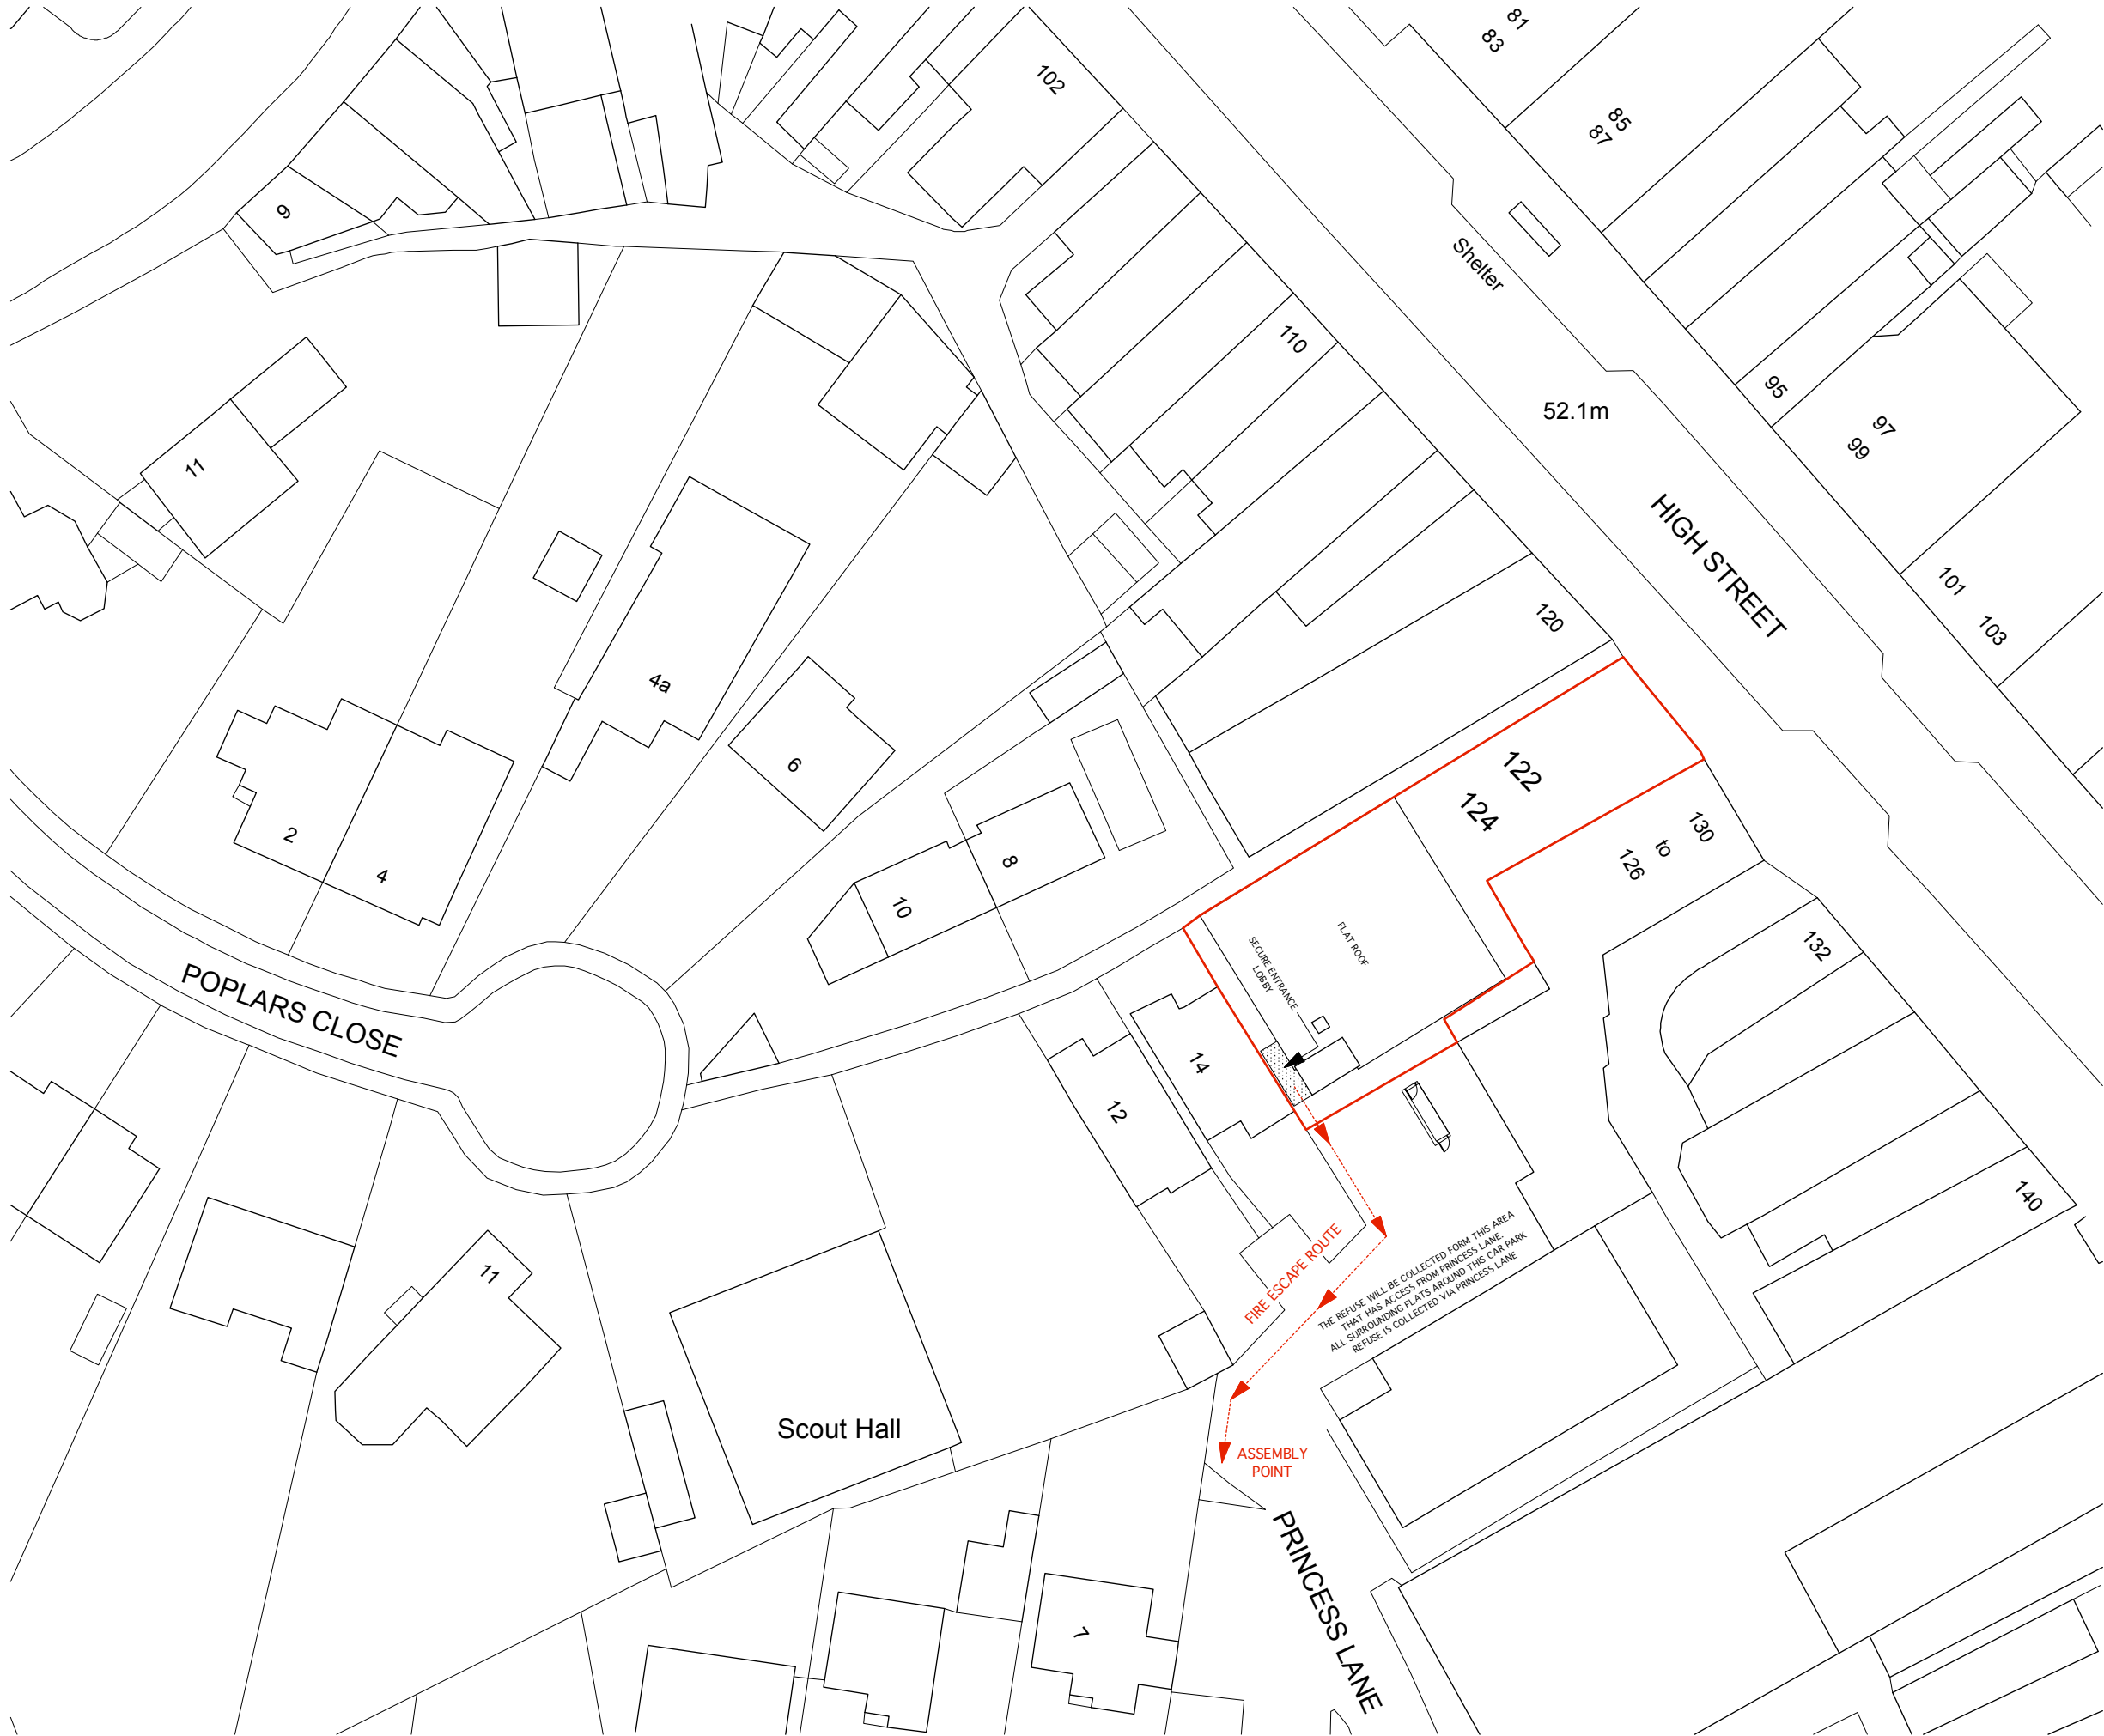 81
83
102
85
87
9
Shelter
110
52.1m
95
97
99
11
HIGH STREET
101
103
120
4a
6
122
124
2
4
8
10
130
to
126
132
FLAT ROOF
SECURE ENTRANCE
LOBBY
POPLARS CLOSE
14
12
140
11
FIRE ESCAPE ROUTE
THE REFUSE WILL BE COLLECTED FORM THIS AREA
THAT HAS ACCESS FROM PRINCESS LANE.
ALL SURROUNDING FLATS AROUND THIS CAR PARK
REFUSE IS COLLECTED VIA PRINCESS LANE
Scout Hall
ASSEMBLY
POINT
PRINCESS LANE
7